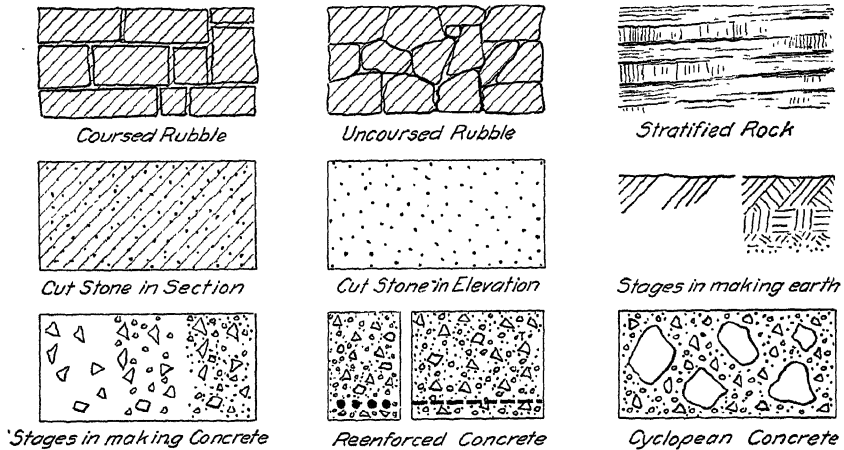 Coursed Rubble
Uncoursed Rubble
Stratified Rock
Cut Stone in Section
Cut Stone in Elevation
Stages in making earth
Stages in making Concrete
Reenforced Concrete
Cyclopean Concrete